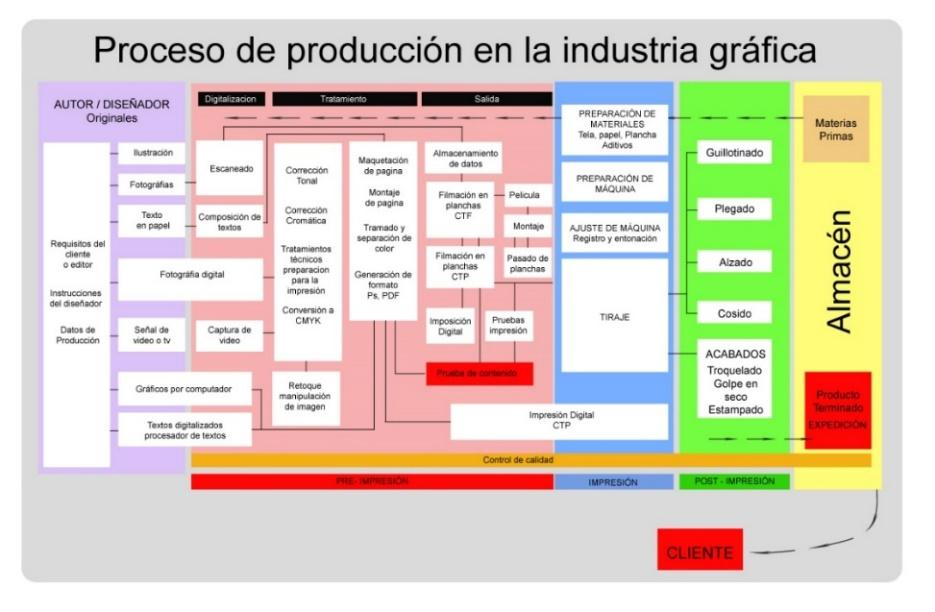 Proceso de producción en la industria gráfica
AUTOR / DISEÑADOR
Originales
Requisitos del
cliente
o editor
Instrucciones
del diseñador
Datos de
Producción
Ilustración
Fotográfias
Texto
en papel
Fotográfia digital
Señal de
video o tv
Gráficos por computador
Textos digitalizados
procesador de textos
Digitalizacion
Escaneado
Composición de
textos
Captura de
video
Tratamiento
Corrección
Tonal
Corrección
Cromática
Tratamientos
técnicos
preparacion
para la
impresión
Conversión a
CMYK
Retoque
manipulación
de imagen
Maquetación
de pagina
Montaje
de pagina
Tramado y
separación de
color
Generación de
formato
Ps, PDF
Salida
Almacenamiento
de datos
Filmación en
planchas
CTF
Filmación en
planchas
CTP
Imposición
Digital
Pelicula
Montaje
Pasado de
planchas
Pruebas
impresión
Prueba de contenido
Impresión Digital
CTP
PREPARACIÓN DE
MATERIALES
Tela, papel, Plancha
Aditivos
PREPARACIÓN DE
MÁQUINA
AJUSTE DE MÁQUINA
Registro y entonación
TIRAJE
Guillotinado
Plegado
Alzado
Cosido
ACABADOS
Troquelado
Golpe en
seco
Estampado
Materias
Primas
Almacén
Producto
Terminado
EXPEDICIÓN
Control de calidad
PRE- IMPRESIÓN
IMPRESIÓN
POST - IMPRESIÓN
CLIENTE